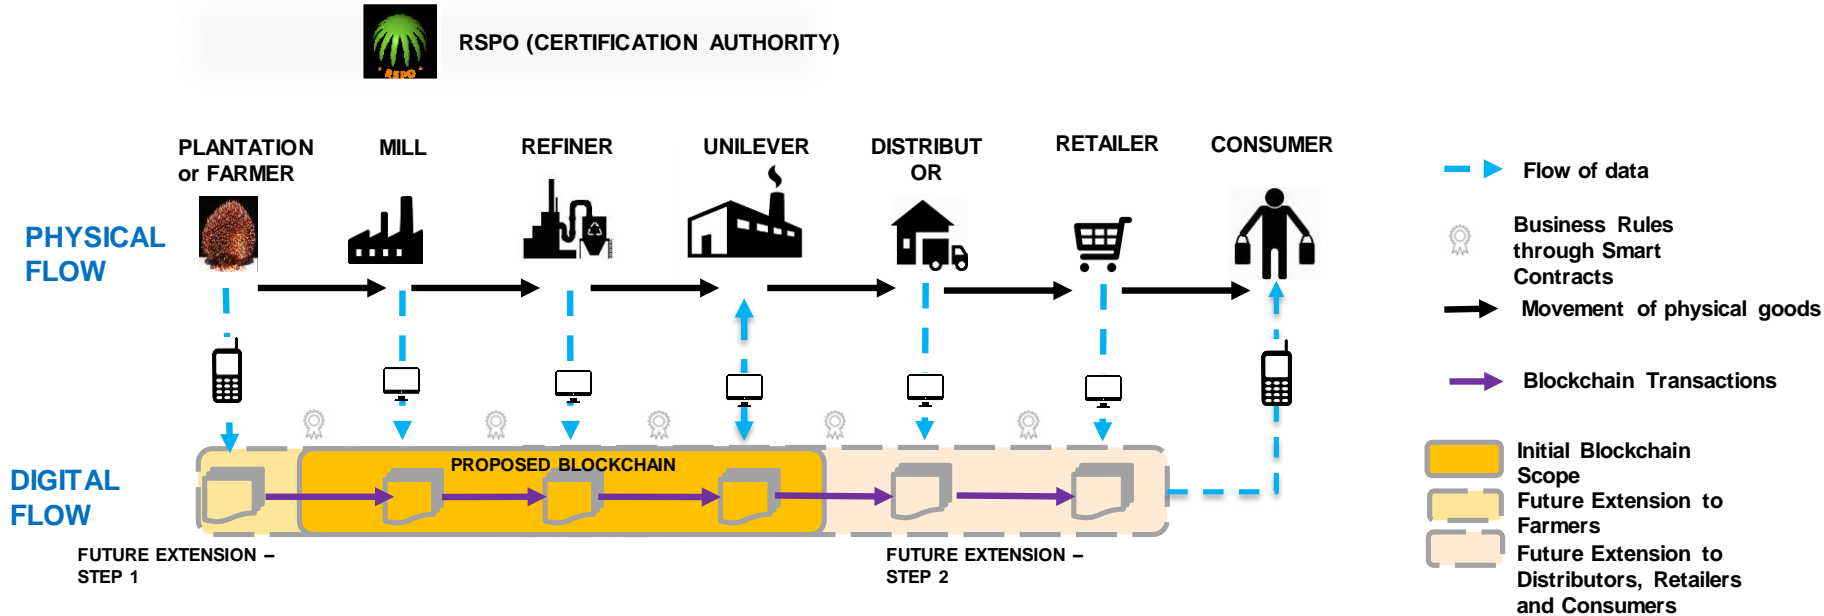 RSPO
RSPO (CERTIFICATION AUTHORITY)
PLANTATION
or FARMER
MILL
REFINER
UNILEVER
DISTRIBUT
OR
RETAILER
CONSUMER
PHYSICAL
FLOW
Flow of data
Business Rules
through Smart
Contracts
Movement of physical goods
Blockchain Transactions
DIGITAL
FLOW
PROPOSED BLOCKCHAIN
FUTURE EXTENSION –
STEP 1
FUTURE EXTENSION –
STEP 2
Initial Blockchain
Scope
Future Extension to
Farmers
Future Extension to
Distributors, Retailers
and Consumers